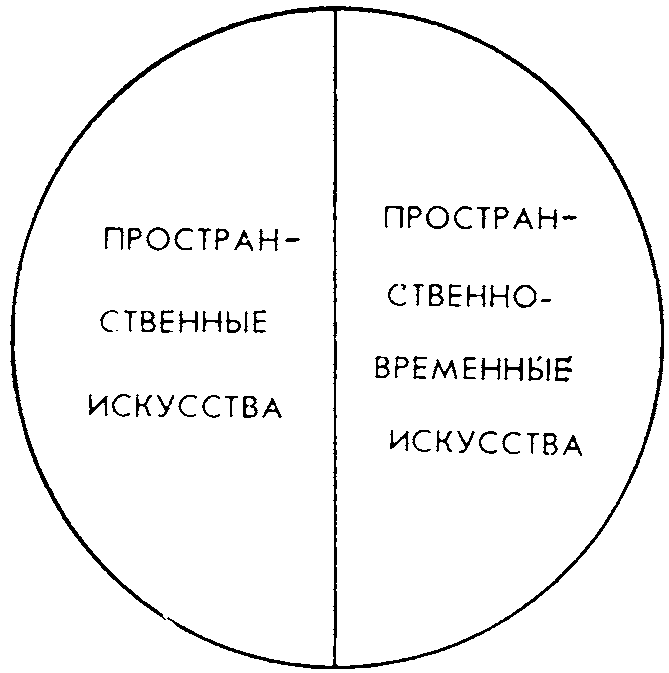 ПРОСТРАН-
СТВЕННЫЕ
ИСКУССТВА
ПРОСТРАН-
СТВЕННО-
ВРЕМЕННЫЕ
ИСКУССТВА